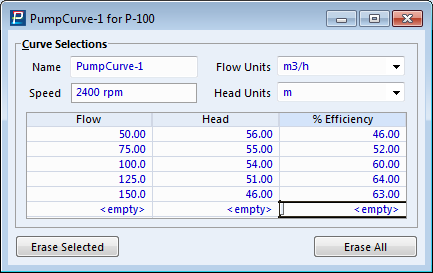 PumpCurve-1 for P-100
Curve Selections
Name PumpCurve-1 Flow Units m3/h
Speed 2400 rpm Head Units m
Flow Head % Efficiency
50.00 56.00 46.00
75.00 55.00 52.00
100.0 54.00 60.00
125.0 51.00 64.00
150.0 46.00 63.00
<empty> <empty> <empty>
Erase Selected Erase All